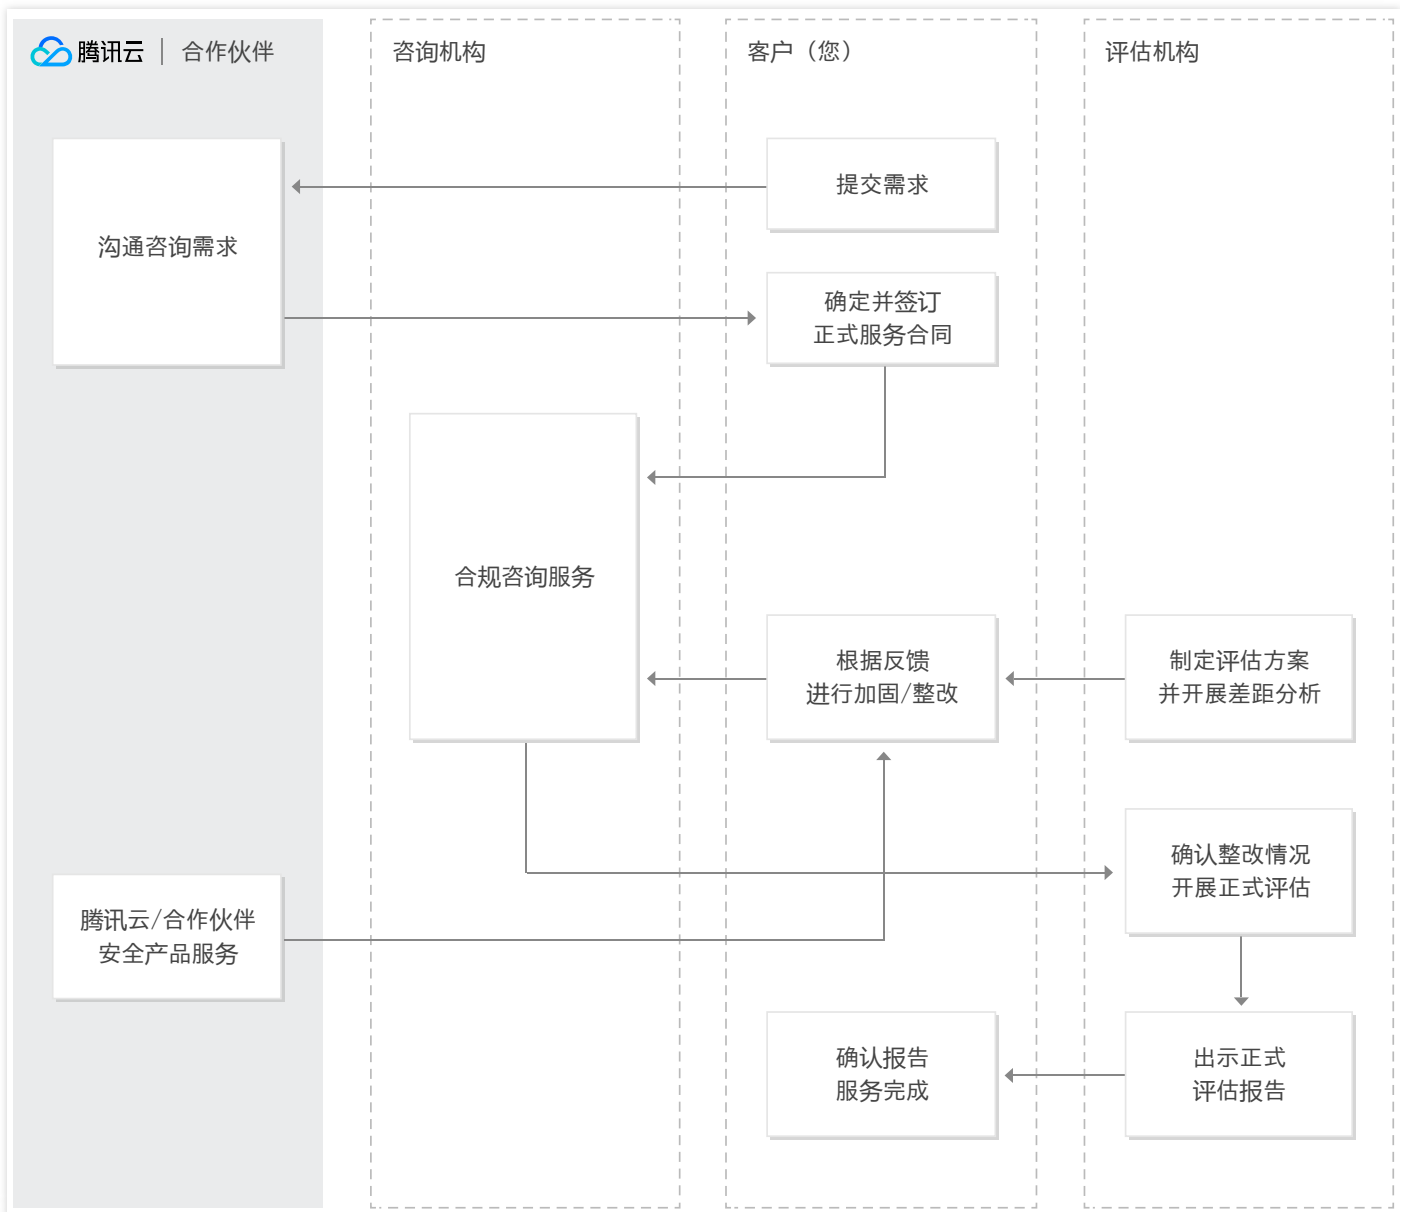 腾讯云｜合作伙伴
咨询机构
客户（您）
评估机构
提交需求
沟通咨询需求
确定并签订
正式服务合同
合规咨询服务
根据反馈
进行加固/整改
制定评估方案
并开展差距分析
确认整改情况
开展正式评估
腾讯云/合作伙伴
安全产品服务
确认报告
服务完成
出示正式
评估报告